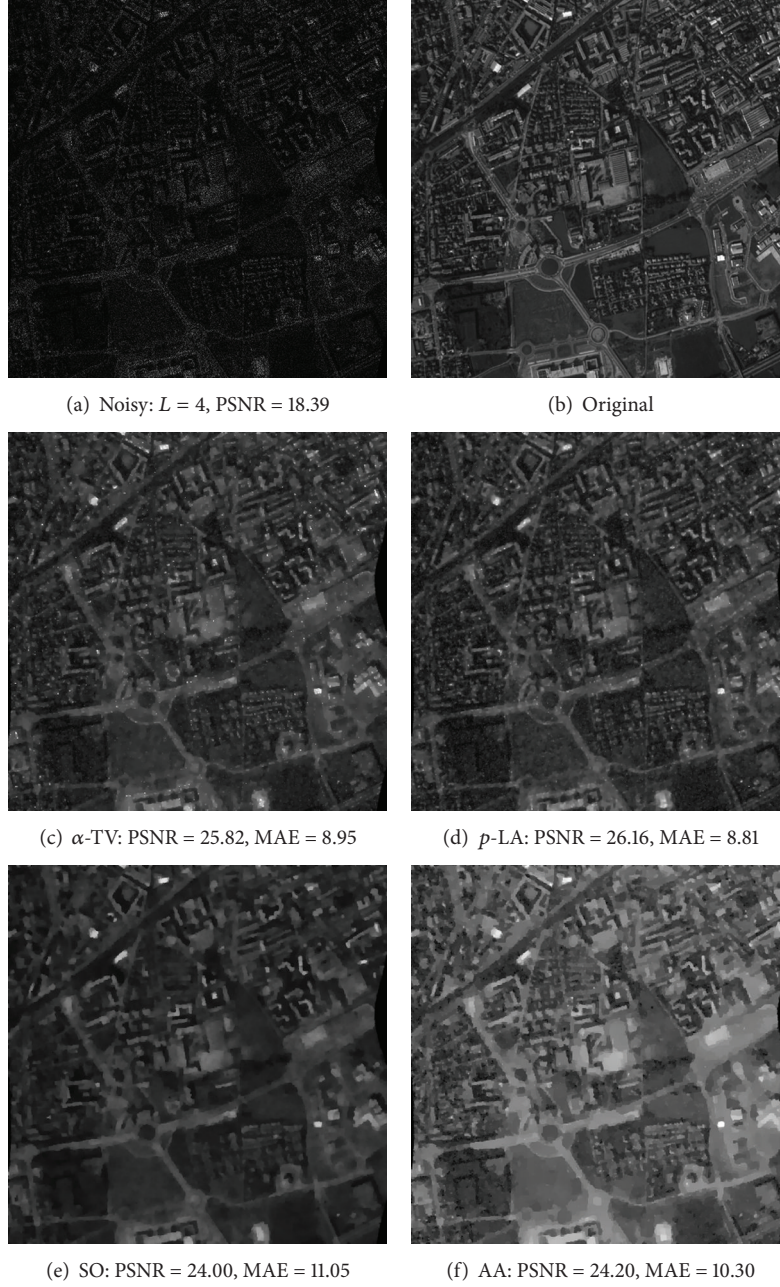 (a) Noisy: L = 4, PSNR = 18.39
(b) Original
(c) α-TV: PSNR = 25.82, MAE = 8.95
(d) p-LA: PSNR = 26.16, MAE = 8.81
(e) SO: PSNR = 24.00, MAE = 11.05
(f) AA: PSNR = 24.20, MAE = 10.30